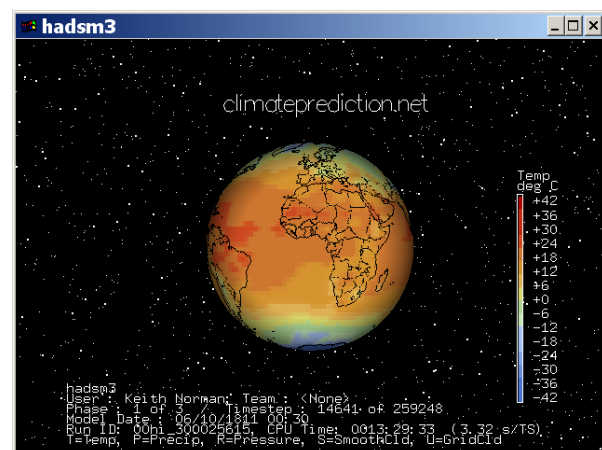 hadsm3
climateprediction.net
Temp
deg C
+42
+36
+30
+24
+18
+12
+6
+0
-6
-12
-18
-24
-30
-36
-42
hadsm3
User : Keith Norman, Team : <None>
Phase : 1 of 3 / Timestep : 14641 of 259248
Model Date : 06/10/1811 00:30
Run ID: 00hi_300025615, CPU Time: 0013:29:33 (3.32 s/TS)
T=Temp, P=Precip, R=Pressure, S=SmoothCld, U=GridCld